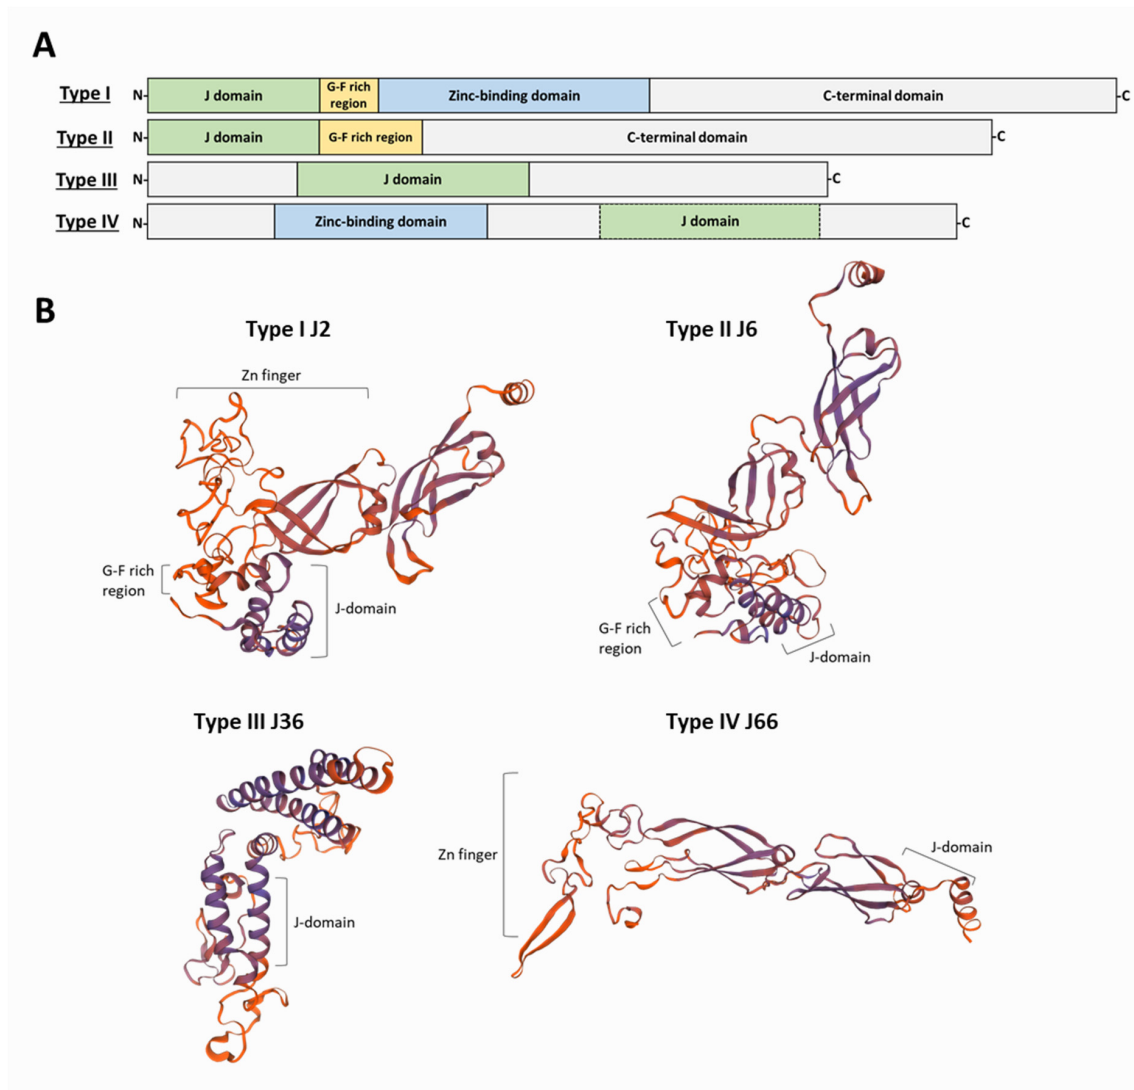 A
Type I N- J domain G-F rich region Zinc-binding domain C-terminal domain -C
Type II N- J domain G-F rich region C-terminal domain -C
Type III N- J domain -C
Type IV N- Zinc-binding domain J domain -C
B
Type I J2
Type II J6
Zn finger
G-F rich
region
J-domain
G-F rich
region
J-domain
Type III J36
Type IV J66
J-domain
Zn finger
J-domain